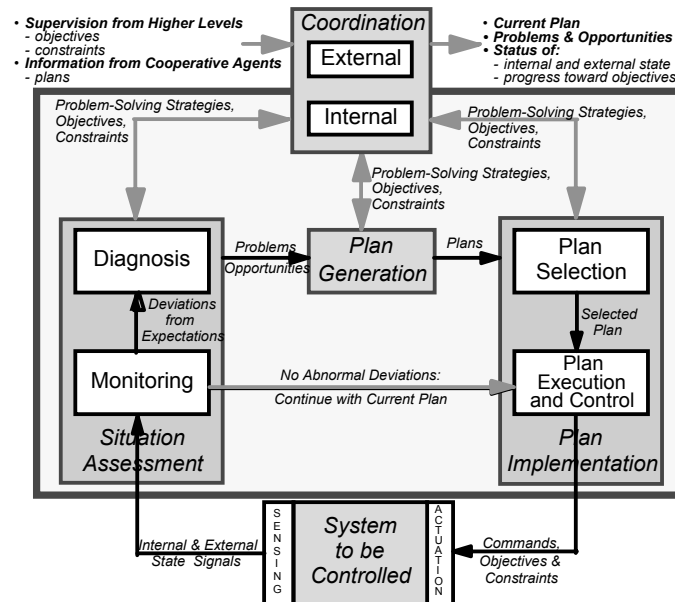 • Supervision from Higher Levels
- objectives
- constraints
• Information from Cooperative Agents
- plans
Coordination
External
Internal
• Current Plan
• Problems & Opportunities
• Status of:
- internal and external state
- progress toward objectives
Problem-Solving Strategies,
Objectives,
Constraints
Problem-Solving Strategies,
Objectives,
Constraints
Problem-Solving Strategies,
Objectives,
Constraints
Diagnosis
Problems
Opportunities
Plan
Generation
Plans
Plan
Selection
Deviations
from
Expectations
Selected
Plan
Monitoring
No Abnormal Deviations:
Continue with Current Plan
Plan
Execution
and Control
Situation
Assessment
Plan
Implementation
Internal & External
State Signals
SENSING
System
to be
Controlled
ACTUATION
Commands,
Objectives &
Constraints